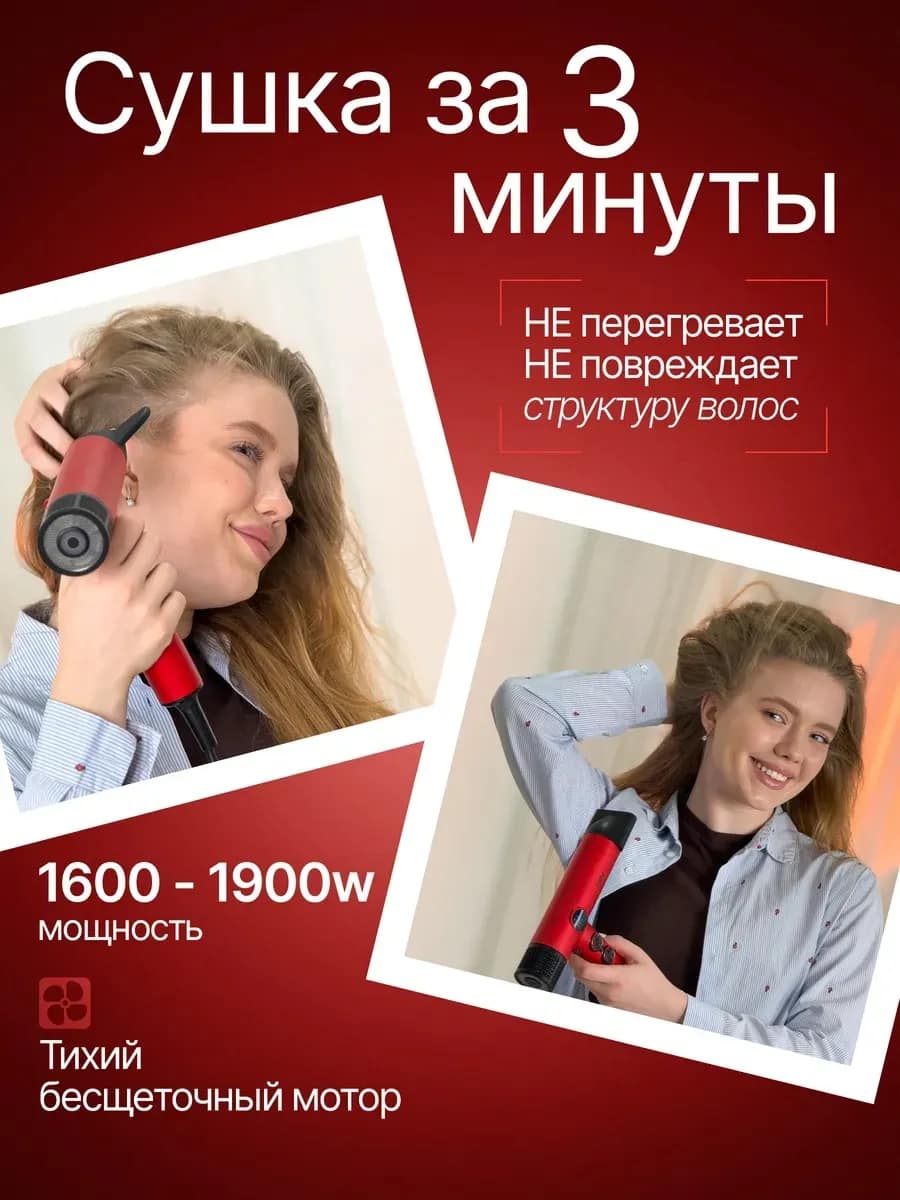 Сушка за 3
минуты
НЕ перегревает
НЕ повреждает
структуру волос
1600 - 1900w
мощность
Тихий
бесщеточный мотор